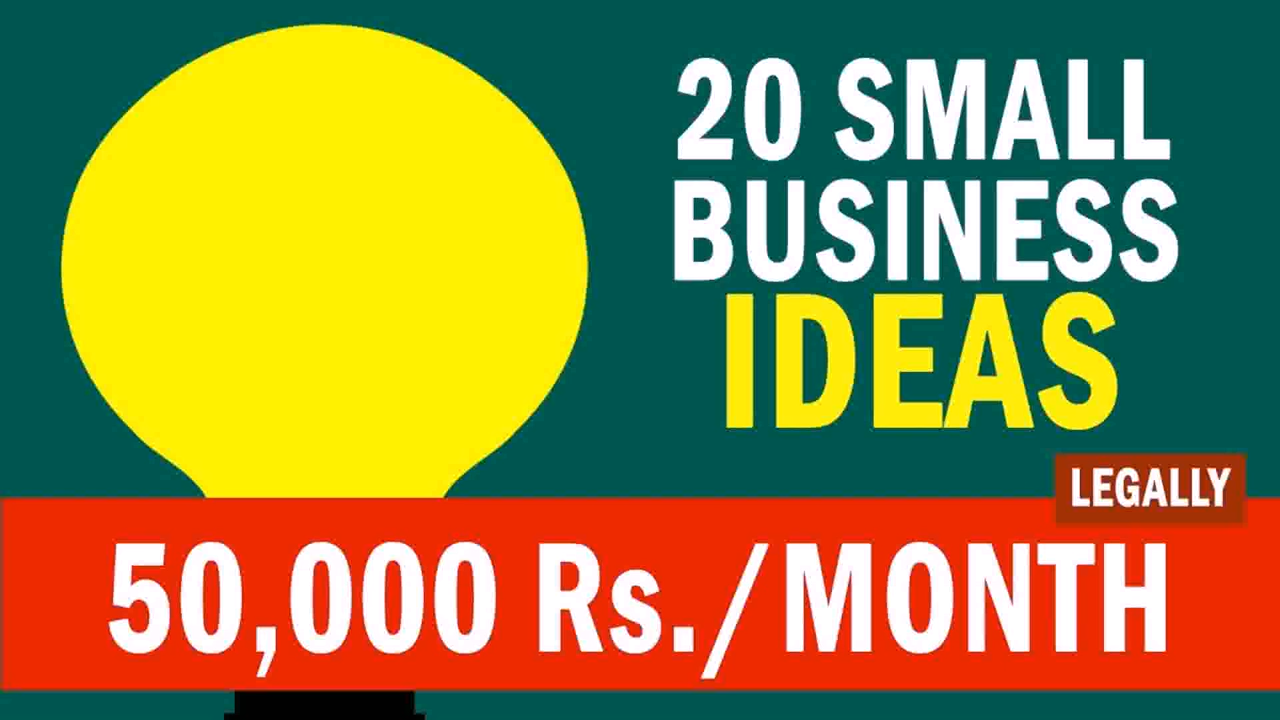 20 SMALL
BUSINESS
IDEAS
LEGALLY
50,000 Rs./MONTH